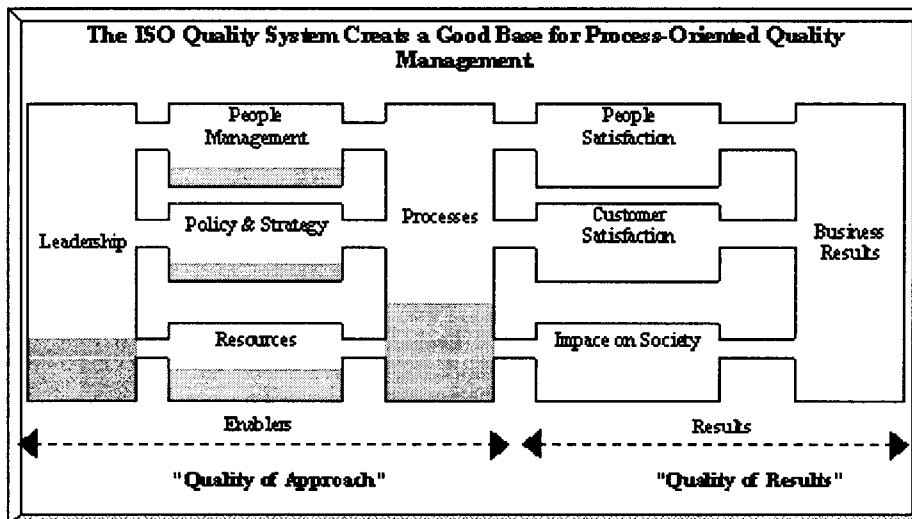 The ISO Quality System Creates a Good Base for Process-Oriented Quality
Management.
People
Management
People
Satisfaction
Policy & Strategy
Processes
Customer
Satisfaction
Leadership
Business
Results
Resources
Impace on Society
Enablers
Results
"Quality of Approach"
"Quality of Results"